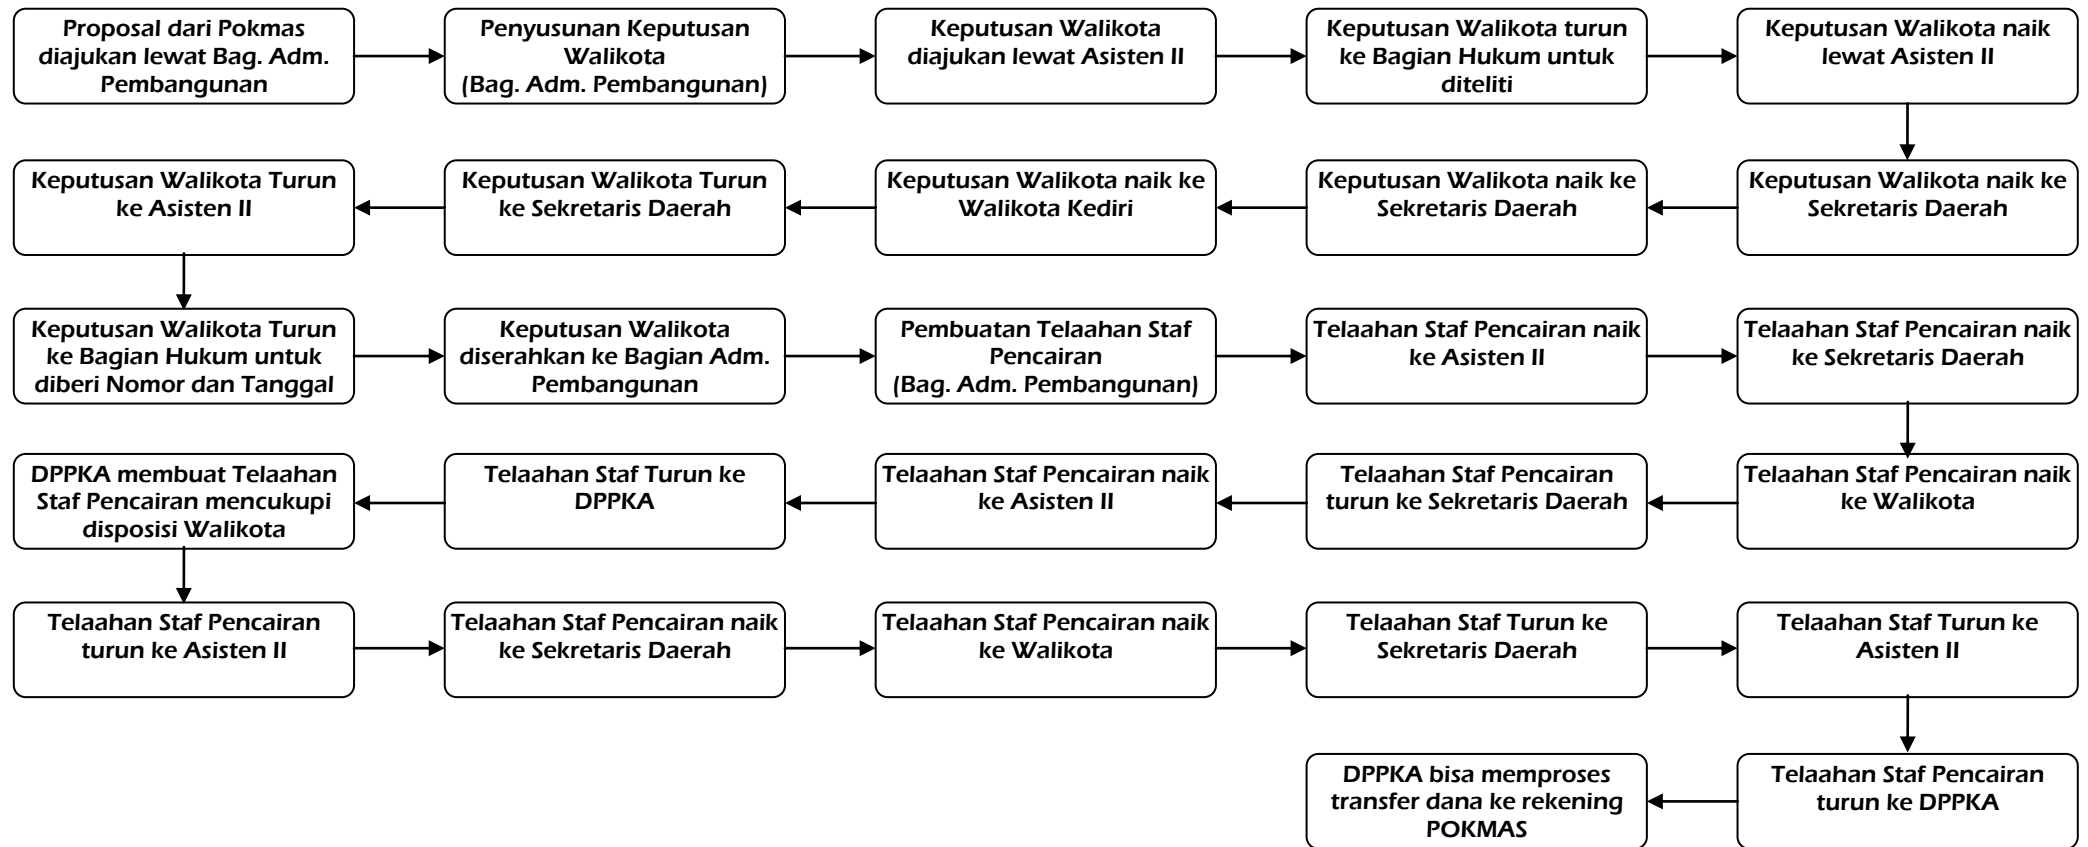 Proposal dari Pokmas
diajukan lewat Bag. Adm.
Pembangunan
Penyusunan Keputusan
Walikota
(Bag. Adm. Pembangunan)
Keputusan Walikota
diajukan lewat Asisten II
Keputusan Walikota turun
ke Bagian Hukum untuk
diteliti
Keputusan Walikota naik
lewat Asisten II
Keputusan Walikota naik ke
Sekretaris Daerah
Keputusan Walikota naik ke
Sekretaris Daerah
Keputusan Walikota naik ke
Walikota Kediri
Keputusan Walikota Turun
ke Sekretaris Daerah
Keputusan Walikota Turun
ke Asisten II
Keputusan Walikota Turun
ke Bagian Hukum untuk
diberi Nomor dan Tanggal
Keputusan Walikota
diserahkan ke Bagian Adm.
Pembangunan
Pembuatan Telaahan Staf
Pencairan
(Bag. Adm. Pembangunan)
Telaahan Staf Pencairan naik
ke Asisten II
Telaahan Staf Pencairan naik
ke Sekretaris Daerah
Telaahan Staf Pencairan naik
ke Walikota
Telaahan Staf Pencairan
turun ke Sekretaris Daerah
Telaahan Staf Pencairan naik
ke Asisten II
Telaahan Staf Turun ke
DPPKA
DPPKA membuat Telaahan
Staf Pencairan mencukupi
disposisi Walikota
Telaahan Staf Pencairan
turun ke Asisten II
Telaahan Staf Pencairan naik
ke Sekretaris Daerah
Telaahan Staf Pencairan naik
ke Walikota
Telaahan Staf Turun ke
Sekretaris Daerah
Telaahan Staf Turun ke
Asisten II
Telaahan Staf Pencairan
turun ke DPPKA
DPPKA bisa memproses
transfer dana ke rekening
POKMAS